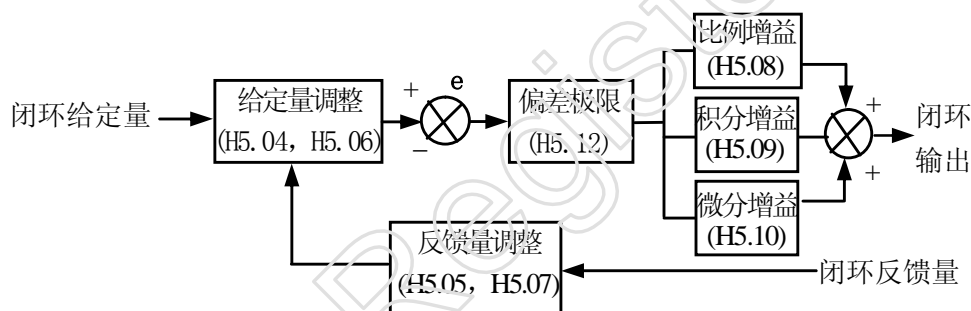 比例增益
(H5.08)
闭环给定量
给定量调整
(H5.04，H5.06)
+
e
−
偏差极限
(H5.12)
积分增益
(H5.09)
+
+
闭环
输出
微分增益
(H5.10)
反馈量调整
(H5.05，H5.07)
闭环反馈量
Registe